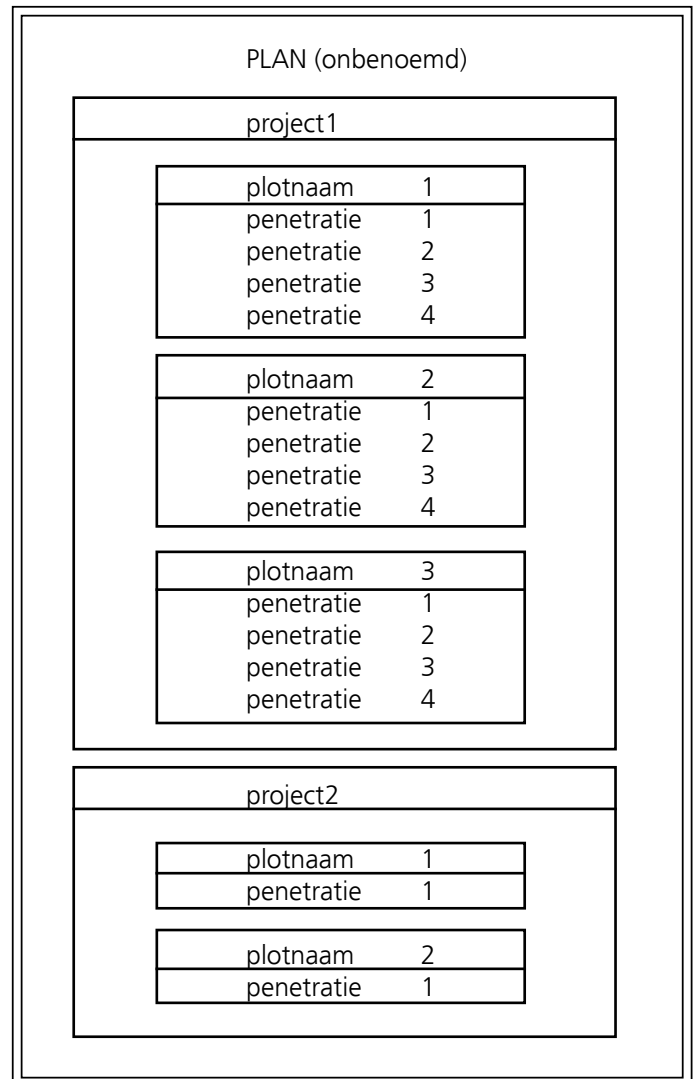 PLAN (onbenoemd)
project1
plotnaam 1
penetratie 1
penetratie 2
penetratie 3
penetratie 4
plotnaam 2
penetratie 1
penetratie 2
penetratie 3
penetratie 4
plotnaam 3
penetratie 1
penetratie 2
penetratie 3
penetratie 4
project2
plotnaam 1
penetratie 1
plotnaam 2
penetratie 1